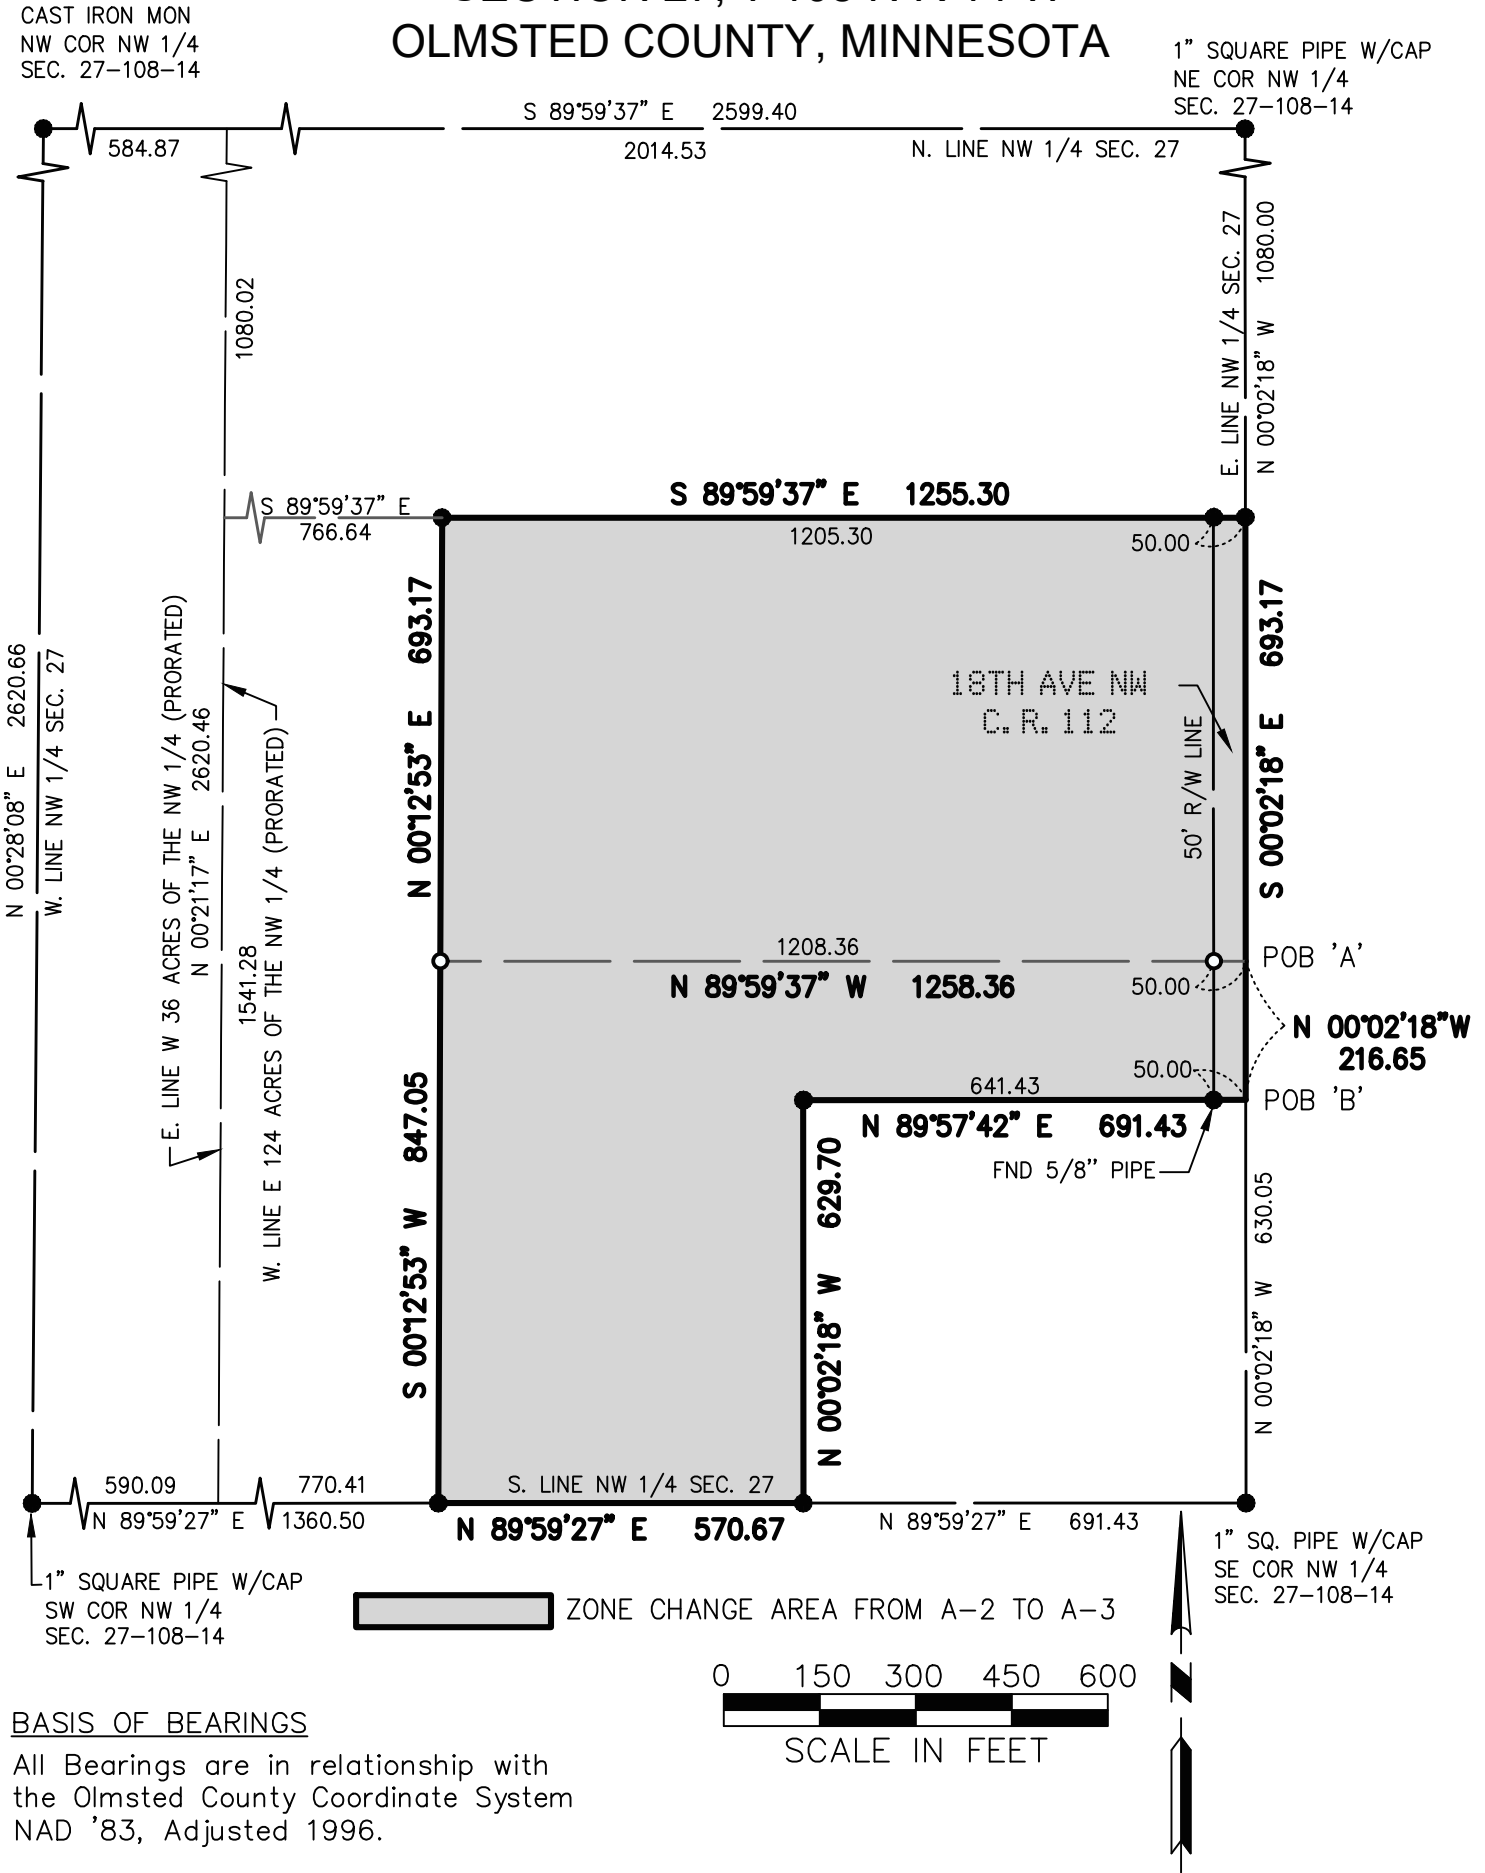 OLMSTED COUNTY, MINNESOTA
CAST IRON MON
NW COR NW 1/4
SEC. 27-108-14
1" SQUARE PIPE W/CAP
NE COR NW 1/4
SEC. 27-108-14
S 89°59'37" E 2599.40
584.87
2014.53
N. LINE NW 1/4 SEC. 27
1080.02
E. LINE NW 1/4 SEC. 27
N 00°02'18" W 1080.00
S 89°59'37" E
766.64
S 89°59'37" E 1255.30
1205.30
50.00
N 00°28'08" E 2620.66
W. LINE NW 1/4 SEC. 27
E. LINE W 36 ACRES OF THE NW 1/4 (PRORATED)
N 00°21'17" E 2620.46
1541.28
W. LINE E 124 ACRES OF THE NW 1/4 (PRORATED)
N 00°12'53" E 693.17
18TH AVE NW
C.R. 112
50' R/W LINE
S 00°02'18" E 693.17
1208.36
N 89°59'37" W 1258.36
50.00
POB 'A'
N 00°02'18"W
216.65
50.00
641.43
POB 'B'
N 89°57'42" E 691.43
FND 5/8" PIPE
S 00°12'53" W 847.05
N 00°02'18" W 629.70
N 00°02'18" W 630.05
590.09
770.41
N 89°59'27" E 1360.50
S. LINE NW 1/4 SEC. 27
N 89°59'27" E 570.67
N 89°59'27" E 691.43
1" SQUARE PIPE W/CAP
SW COR NW 1/4
SEC. 27-108-14
1" SQ. PIPE W/CAP
SE COR NW 1/4
SEC. 27-108-14
ZONE CHANGE AREA FROM A-2 TO A-3
0 150 300 450 600
SCALE IN FEET
N
BASIS OF BEARINGS
All Bearings are in relationship with
the Olmsted County Coordinate System
NAD '83, Adjusted 1996.